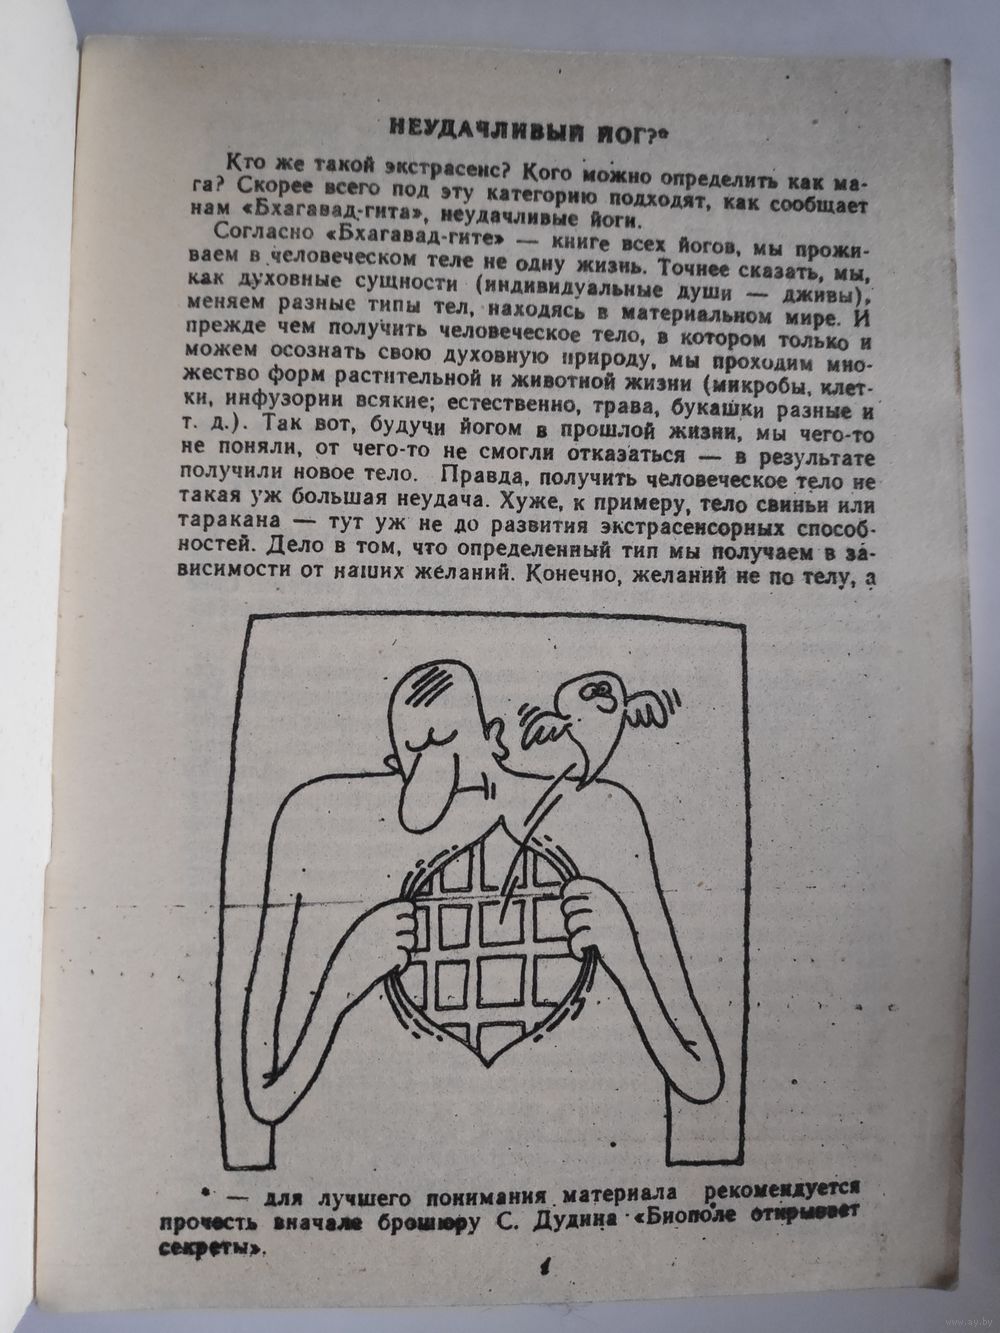 НЕУДАЧЛИВЫЙ ЙОГ?*
Кто же такой экстрасенс? Кого можно определить как ма-
га? Скорее всего под эту категорию подходят, как сообщает
нам «Бхагавад-гита», неудачливые йоги.
Согласно «Бхагавад-гите» — книге всех йогов, мы прожи-
ваем в человеческом теле не одну жизнь. Точнее сказать, мы,
как духовные сущности (индивидуальные души — дживы),
меняем разные типы тел, находясь в материальном мире. И
прежде чем получить человеческое тело, в котором только и
можем осознать свою духовную природу, мы проходим мно-
жество форм растительной и животной жизни (микробы, клет-
ки, инфузории всякие; естественно, трава, букашки разные и
т. д.). Так вот, будучи йогом в прошлой жизни, мы чего-то
не поняли, от чего-то не смогли отказаться — в результате
получили новое тело. Правда, получить человеческое тело не
такая уж большая неудача. Хуже, к примеру, тело свиньи или
таракана — тут уж не до развития экстрасенсорных способ-
ностей. Дело в том, что определенный тип мы получаем в за-
висимости от наших желаний. Конечно, желаний не по телу, а
* — для лучшего понимания материала рекомендуется
прочесть вначале брошюру С. Дудина «Биополе открывает
секреты».
1
www.ay.by